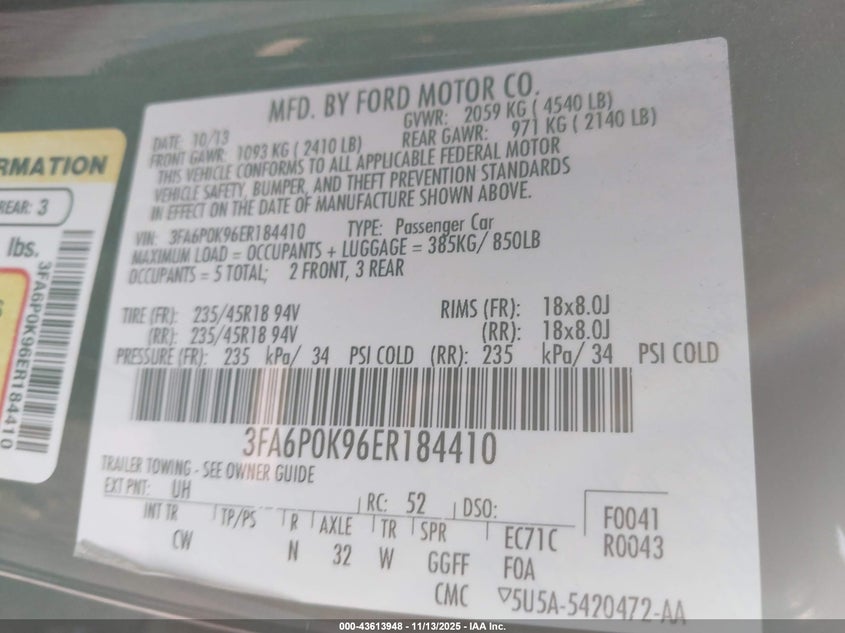 MFD. BY FORD MOTOR CO.
DATE: 10/13 GVWR: 2059 KG ( 4540 LB)
FRONT GAWR: 1093 KG ( 2410 LB) REAR GAWR: 971 KG ( 2140 LB)
THIS VEHICLE CONFORMS TO ALL APPLICABLE FEDERAL MOTOR
VEHICLE SAFETY, BUMPER, AND THEFT PREVENTION STANDARDS
IN EFFECT ON THE DATE OF MANUFACTURE SHOWN ABOVE.
VIN: 3FA6P0K96ER184410 TYPE: Passenger Car
MAXIMUM LOAD = OCCUPANTS + LUGGAGE = 385KG/ 850LB
OCCUPANTS = 5 TOTAL; 2 FRONT, 3 REAR
TIRE (FR): 235/45R18 94V RIMS (FR): 18x8.0J
(RR): 235/45R18 94V (RR): 18x8.0J
PRESSURE (FR): 235 kPa/ 34 PSI COLD (RR): 235 kPa/ 34 PSI COLD
3FA6P0K96ER184410
TRAILER TOWING - SEE OWNER GUIDE
EXT PNT: UH RC: 52 DSO: F0041
INT TR TP/PS R AXLE TR SPR EC71C R0043
CW N 32 W GGFF F0A
CMC ▽5U5A-5420472-AA
RMATION
REAR: 3
lbs.
3FA6P0K96ER184410
000-43613948 - 11/13/2025 - IAA Inc.